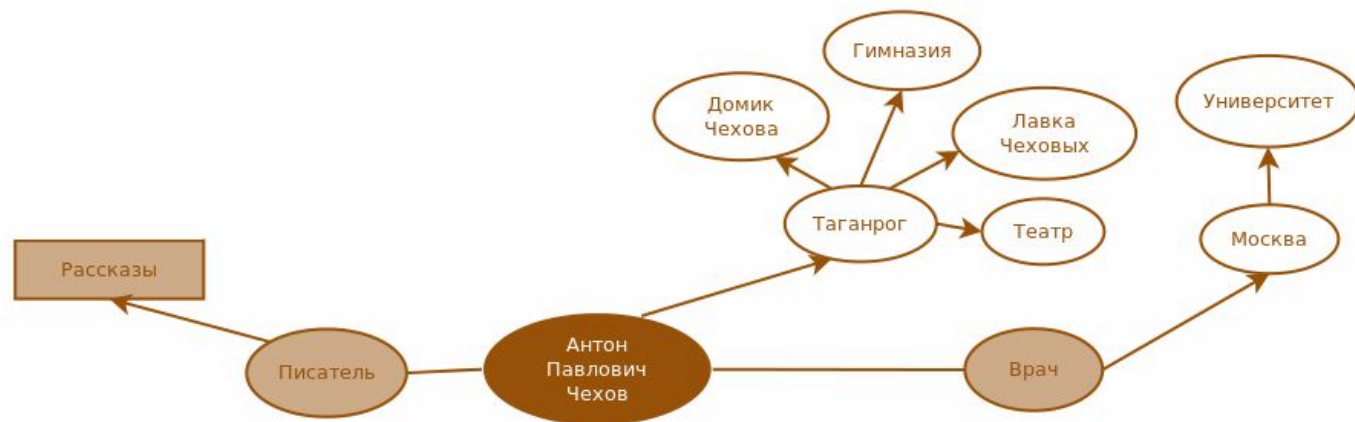 Гимназия
Домик
Чехова
Лавка
Чеховых
Университет
Таганрог
Театр
Москва
Рассказы
Писатель
Антон
Павлович
Чехов
Врач